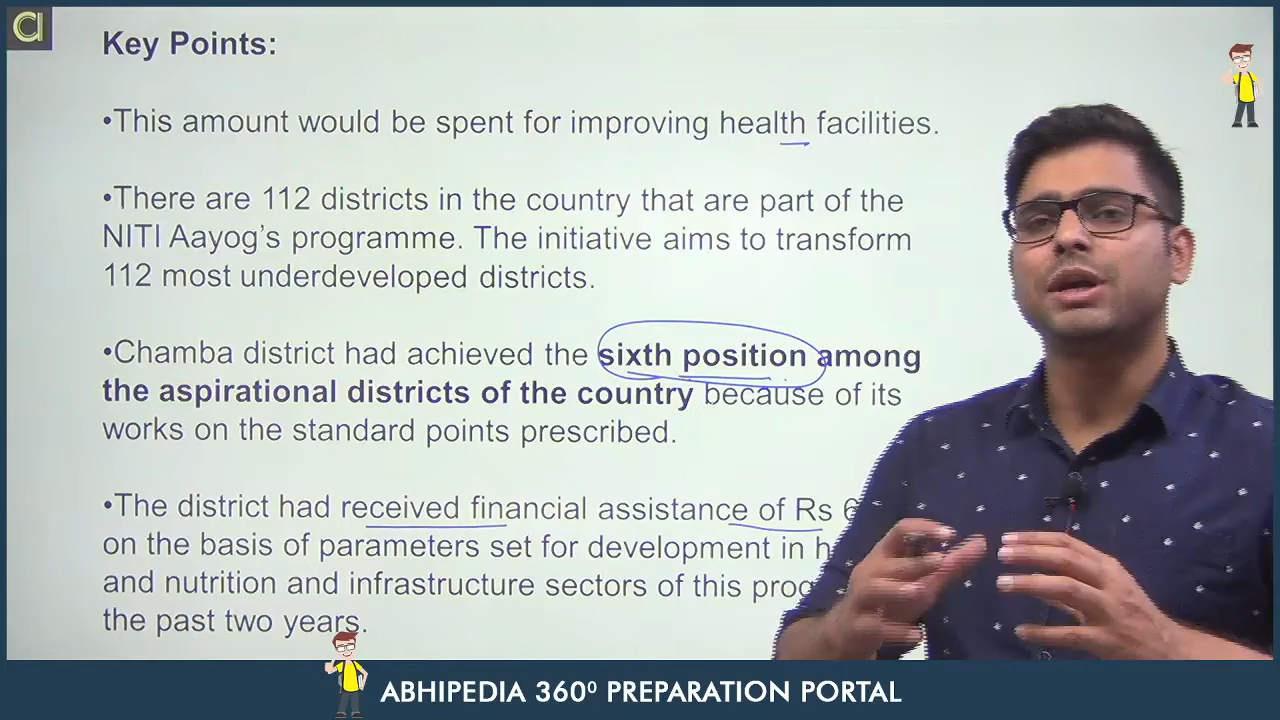 Key Points:
•This amount would be spent for improving health facilities.
•There are 112 districts in the country that are part of the
NITI Aayog's programme. The initiative aims to transform
112 most underdeveloped districts.
•Chamba district had achieved the sixth position among
the aspirational districts of the country because of its
works on the standard points prescribed.
•The district had received financial assistance of Rs
on the basis of parameters set for development in
and nutrition and infrastructure sectors of this
the past two years.
ABHIPEDIA 360⁰ PREPARATION PORTAL